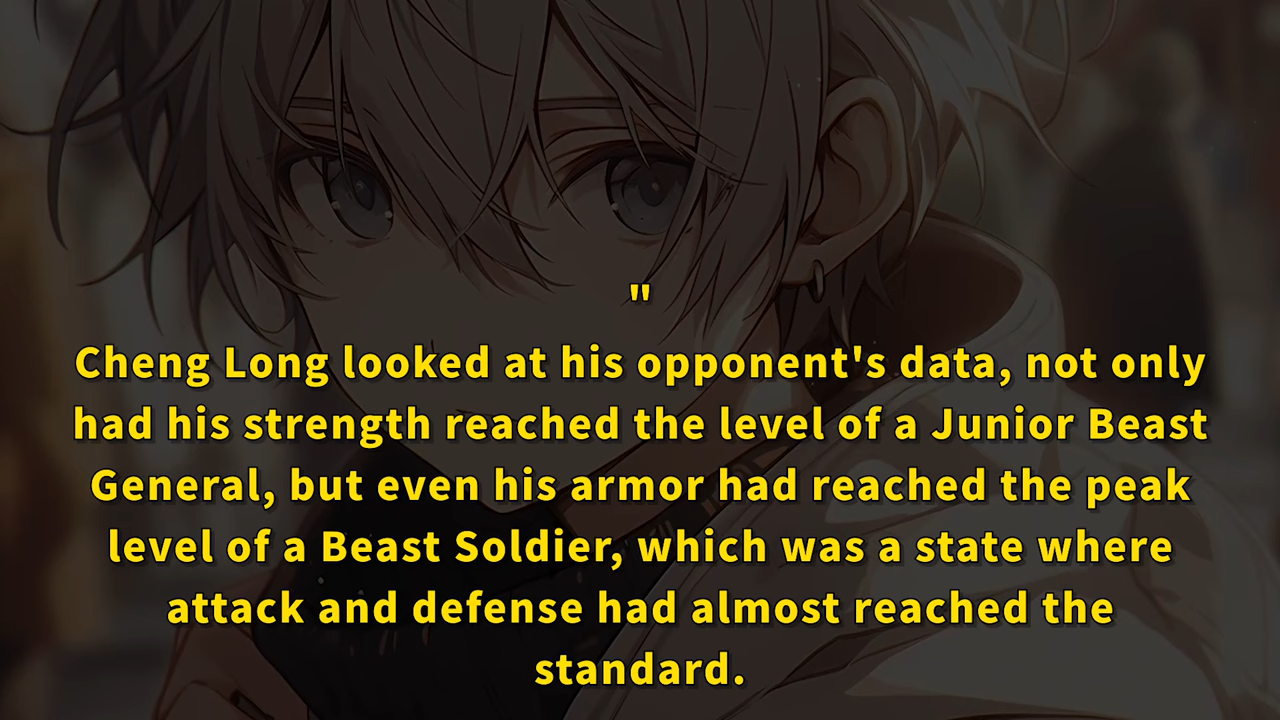 "
Cheng Long looked at his opponent's data, not only
had his strength reached the level of a Junior Beast
General, but even his armor had reached the peak
level of a Beast Soldier, which was a state where
attack and defense had almost reached the
standard.